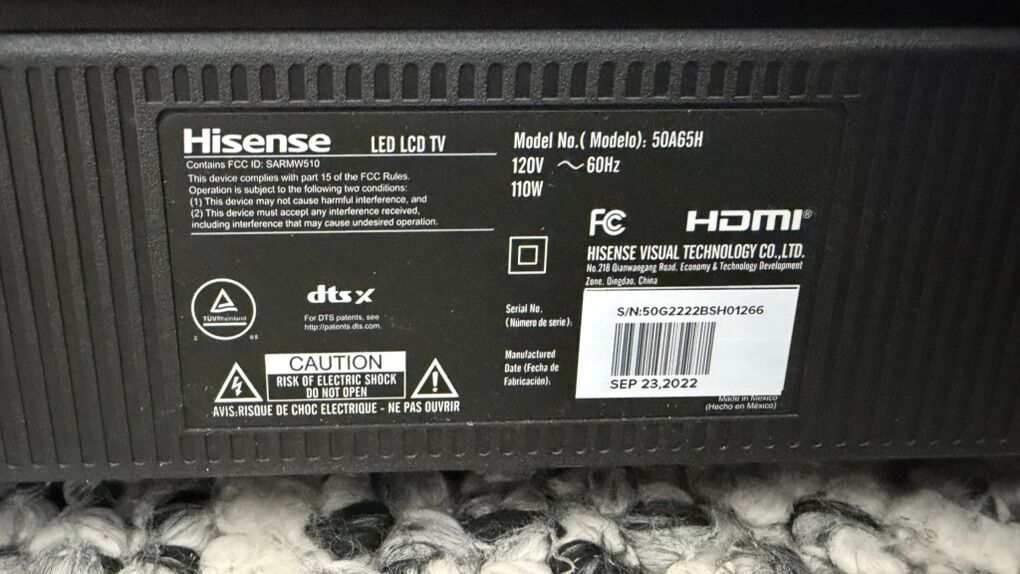 Hisense LED LCD TV
Contains FCC ID: SARMW510
This device complies with part 15 of the FCC Rules.
Operation is subject to the following two conditions:
(1) This device may not cause harmful interference, and
(2) This device must accept any interference received,
including interference that may cause undesired operation.
TÜVRheinland
C US
dts X
For DTS patents, see
http://patents.dts.com.
CAUTION
RISK OF ELECTRIC SHOCK
DO NOT OPEN
AVIS:RISQUE DE CHOC ELECTRIQUE - NE PAS OUVRIR
Model No.( Modelo): 50A65H
120V ～ 60Hz
110W
FC HDMI®
HISENSE VISUAL TECHNOLOGY CO.,LTD.
No.218 Qianwangang Road, Economy & Technology Development
Zone, Qingdao, China
Serial No.
(Número de serie):
S/N:50G2222BSH01266
Manufactured
Date (Fecha de
Fabricación):
SEP 23,2022
Made in Mexico
(Hecho en México)